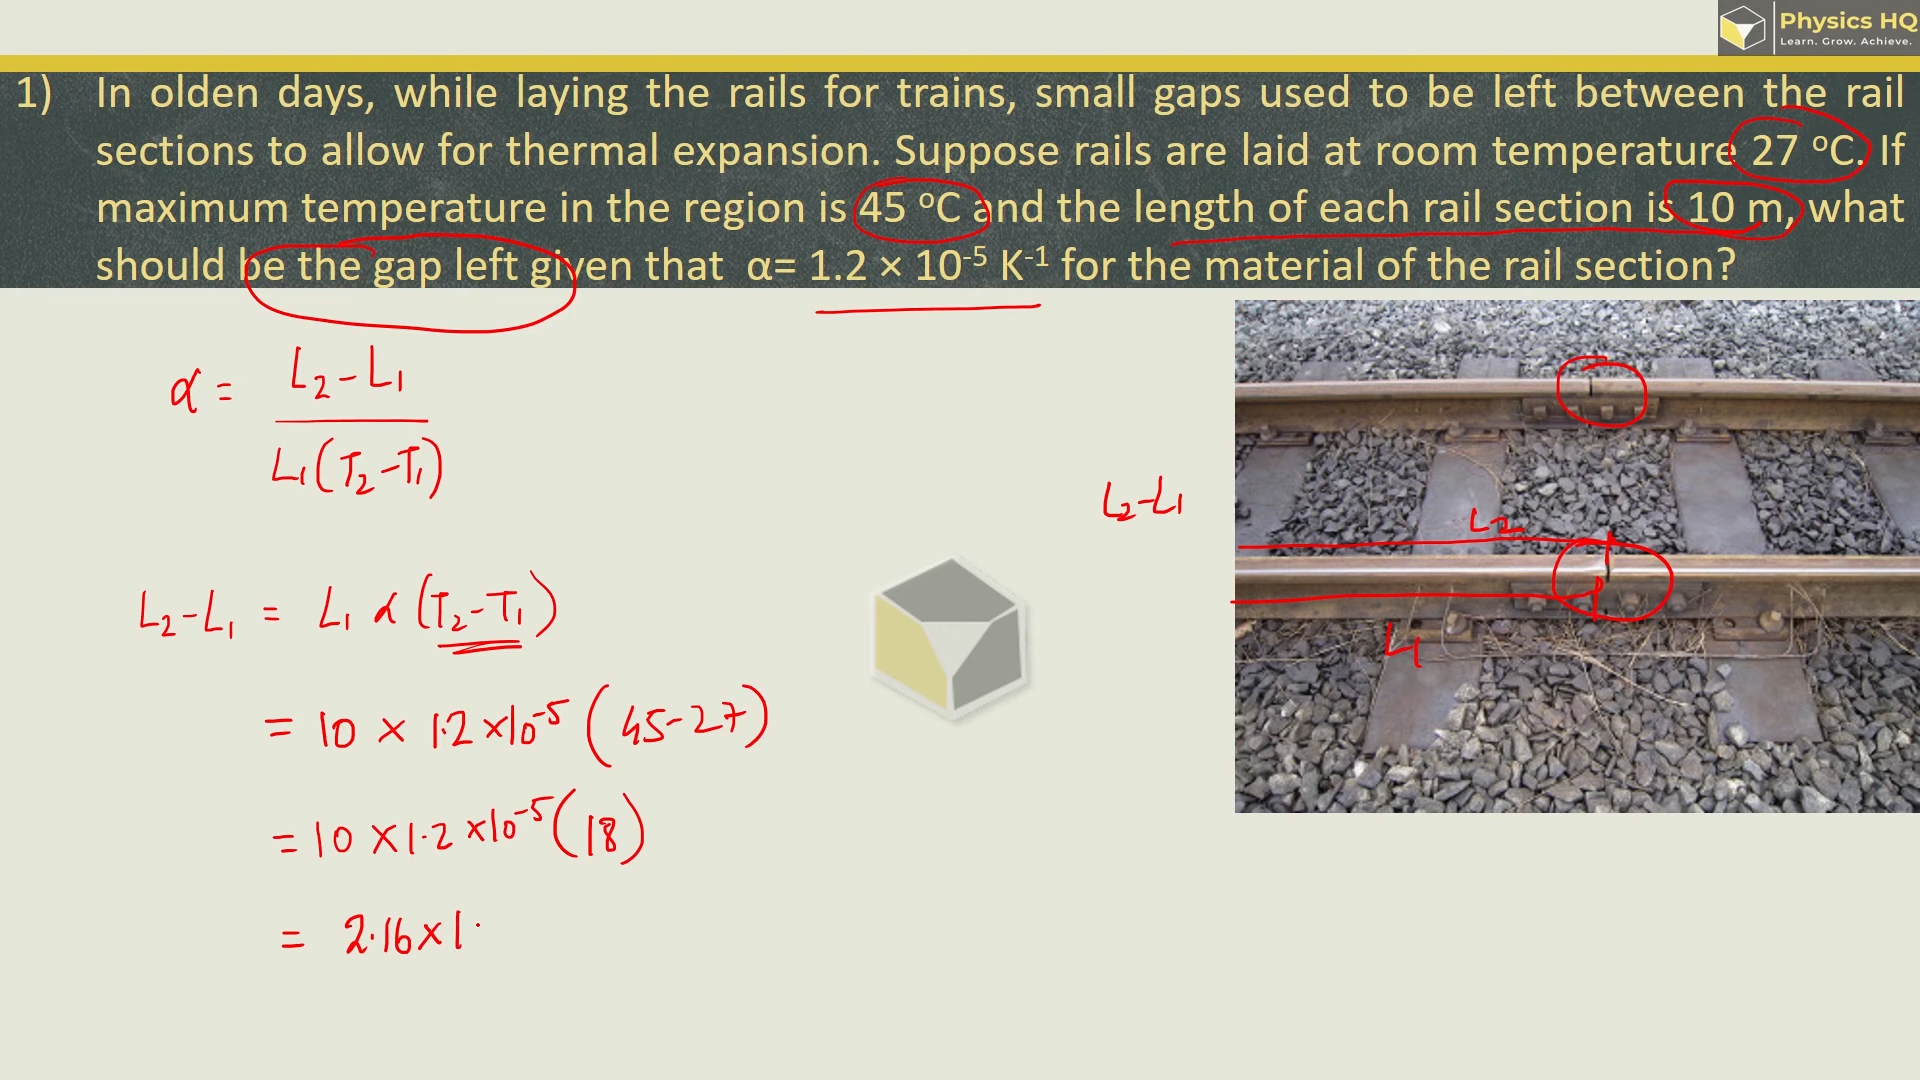 Physics HQ
Learn. Grow. Achieve.
1) In olden days, while laying the rails for trains, small gaps used to be left between the rail
sections to allow for thermal expansion. Suppose rails are laid at room temperature 27 ᵒC. If
maximum temperature in the region is 45 ᵒC and the length of each rail section is 10 m, what
should be the gap left given that α= 1.2 × 10⁻⁵ K⁻¹ for the material of the rail section?
α = (L₂-L₁)/(L₁(T₂-T₁))
L₂-L₁
L₂
L₁
L₂-L₁ = L₁ α (T₂-T₁)
= 10 × 1.2 ×10⁻⁵ (45-27)
= 10 ×1.2 ×10⁻⁵ (18)
= 2.16×1